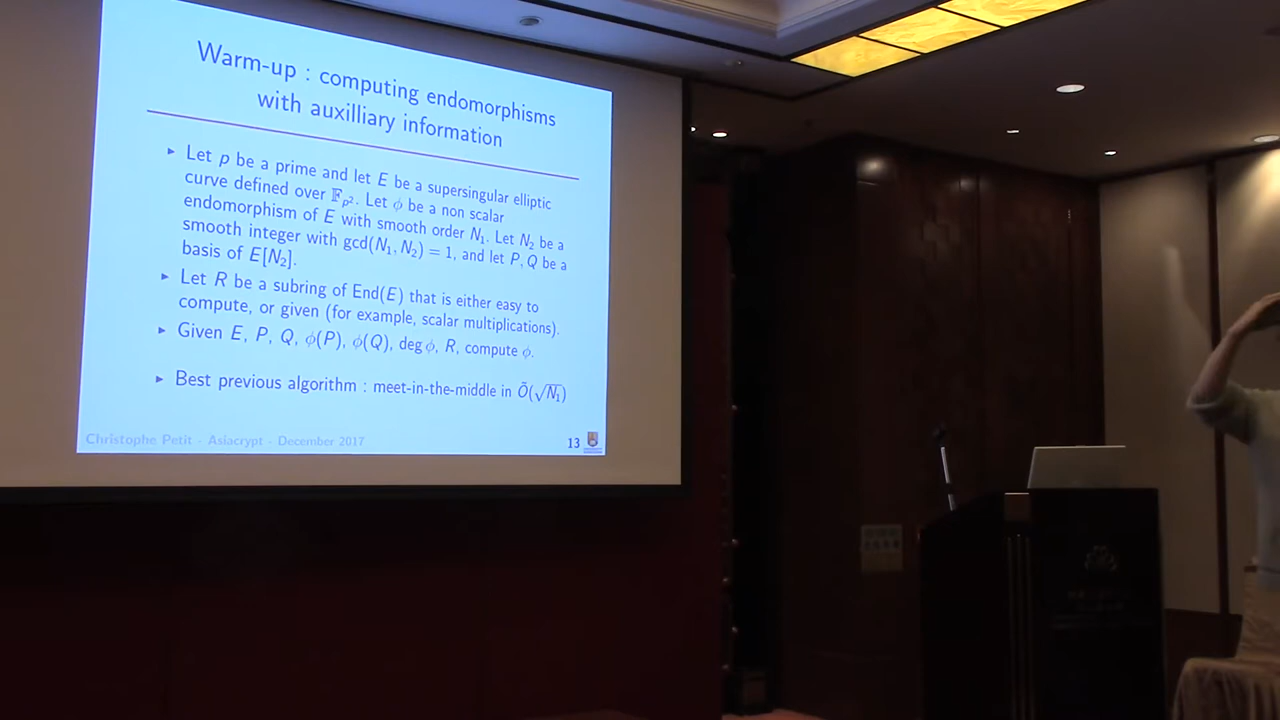 Warm-up : computing endomorphisms
with auxilliary information
▸ Let p be a prime and let E be a supersingular elliptic
curve defined over 𝔽p². Let ϕ be a non scalar
endomorphism of E with smooth order N₁. Let N₂ be a
smooth integer with gcd(N₁, N₂) = 1, and let P, Q be a
basis of E[N₂].
▸ Let R be a subring of End(E) that is either easy to
compute, or given (for example, scalar multiplications).
▸ Given E, P, Q, ϕ(P), ϕ(Q), deg ϕ, R, compute ϕ.
▸ Best previous algorithm : meet-in-the-middle in Õ(√N₁)
Christophe Petit - Asiacrypt - December 2017
13